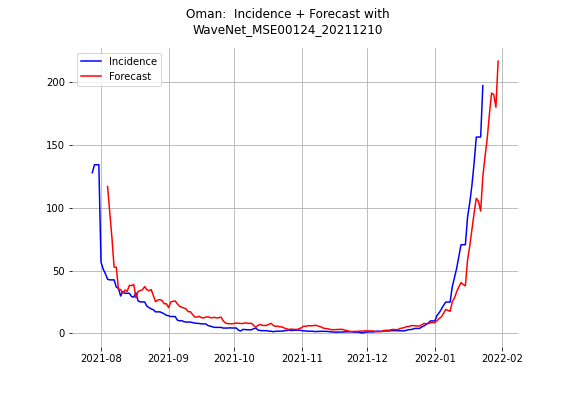 Oman:  Incidence + Forecast with
WaveNet_MSE00124_20211210
Incidence
Forecast
200
150
100
50
0
2021-08 2021-09 2021-10 2021-11 2021-12 2022-01 2022-02